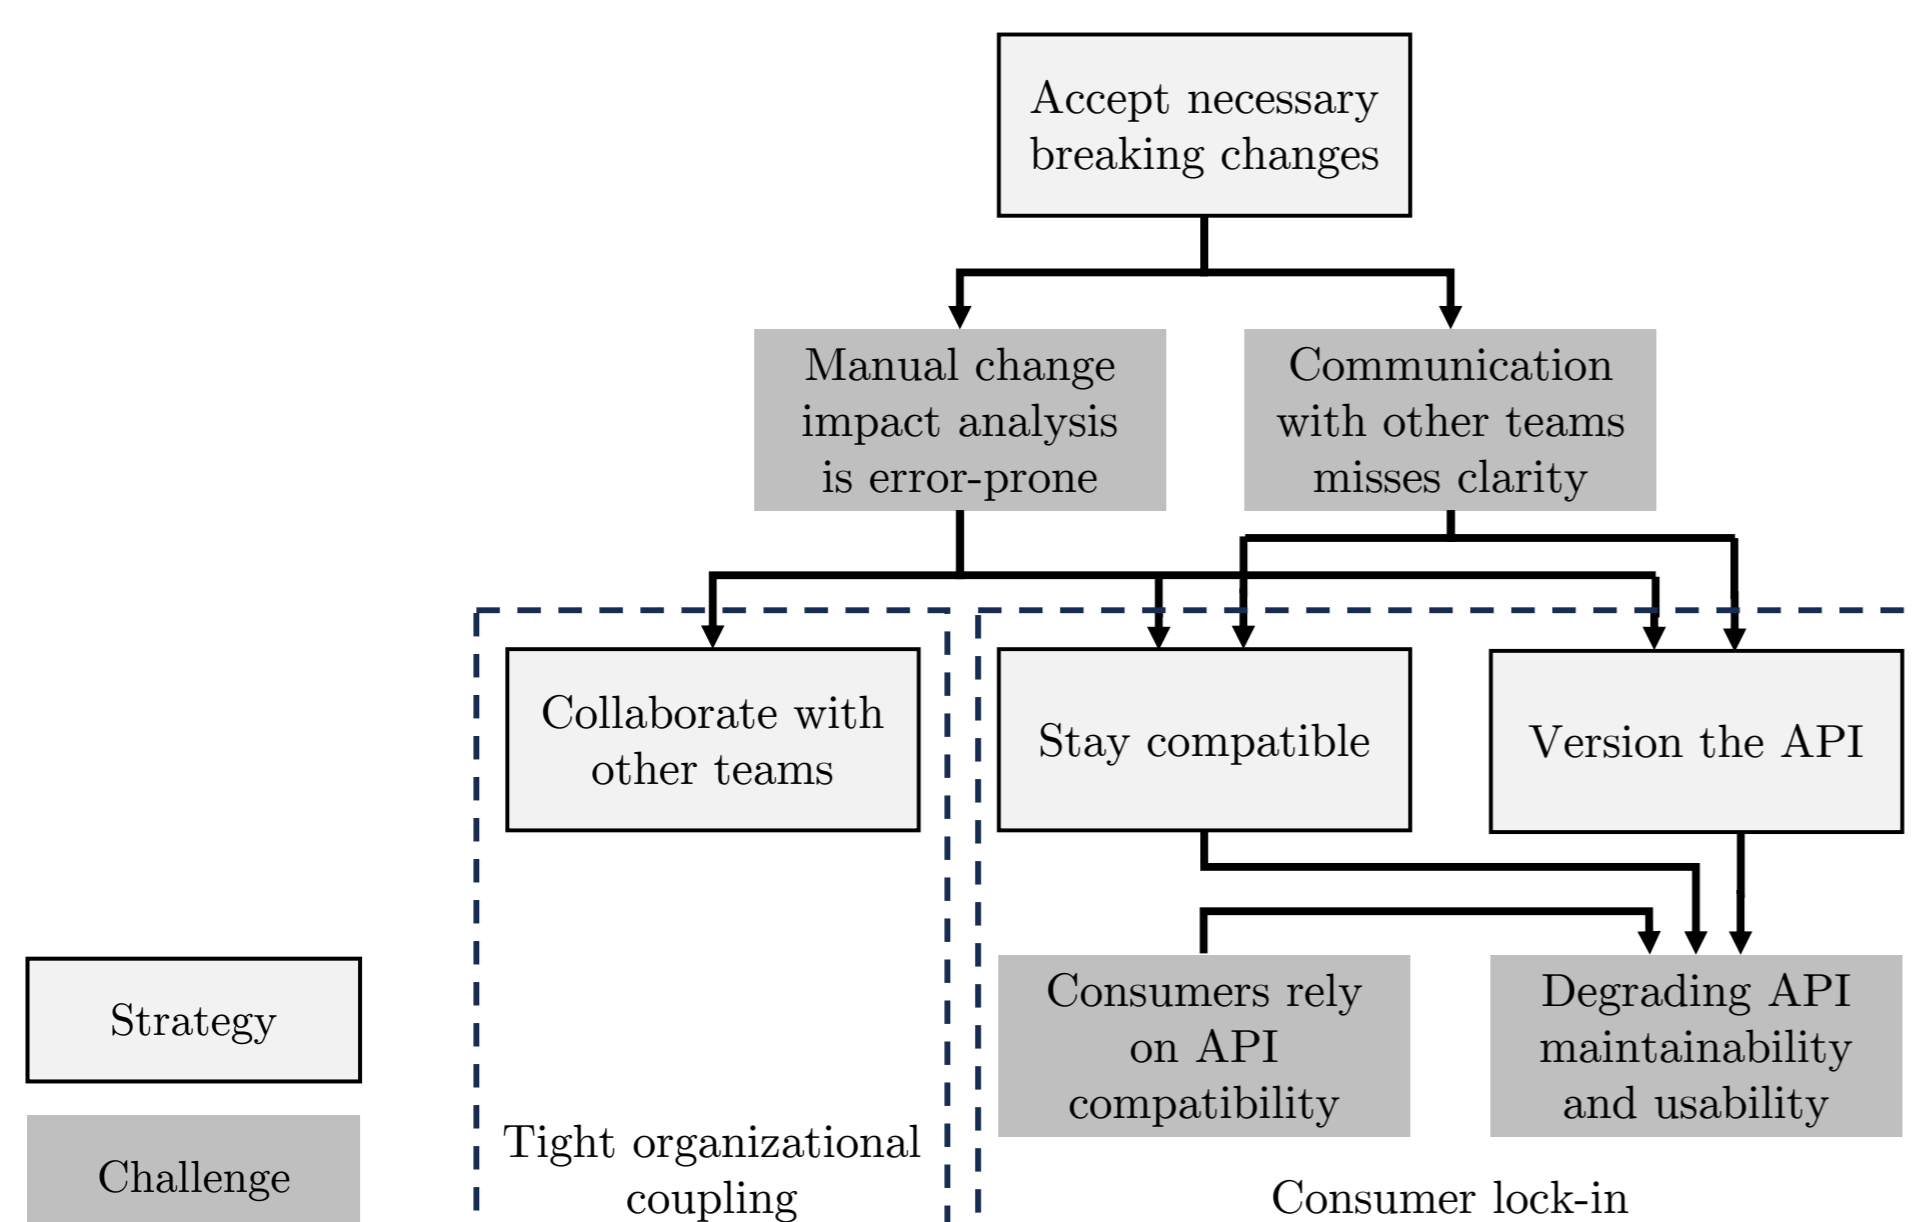 Accept necessary
breaking changes
Manual change
impact analysis
is error-prone
Communication
with other teams
misses clarity
Collaborate with
other teams
Stay compatible
Version the API
Consumers rely
on API
compatibility
Degrading API
maintainability
and usability
Strategy
Challenge
Tight organizational
coupling
Consumer lock-in